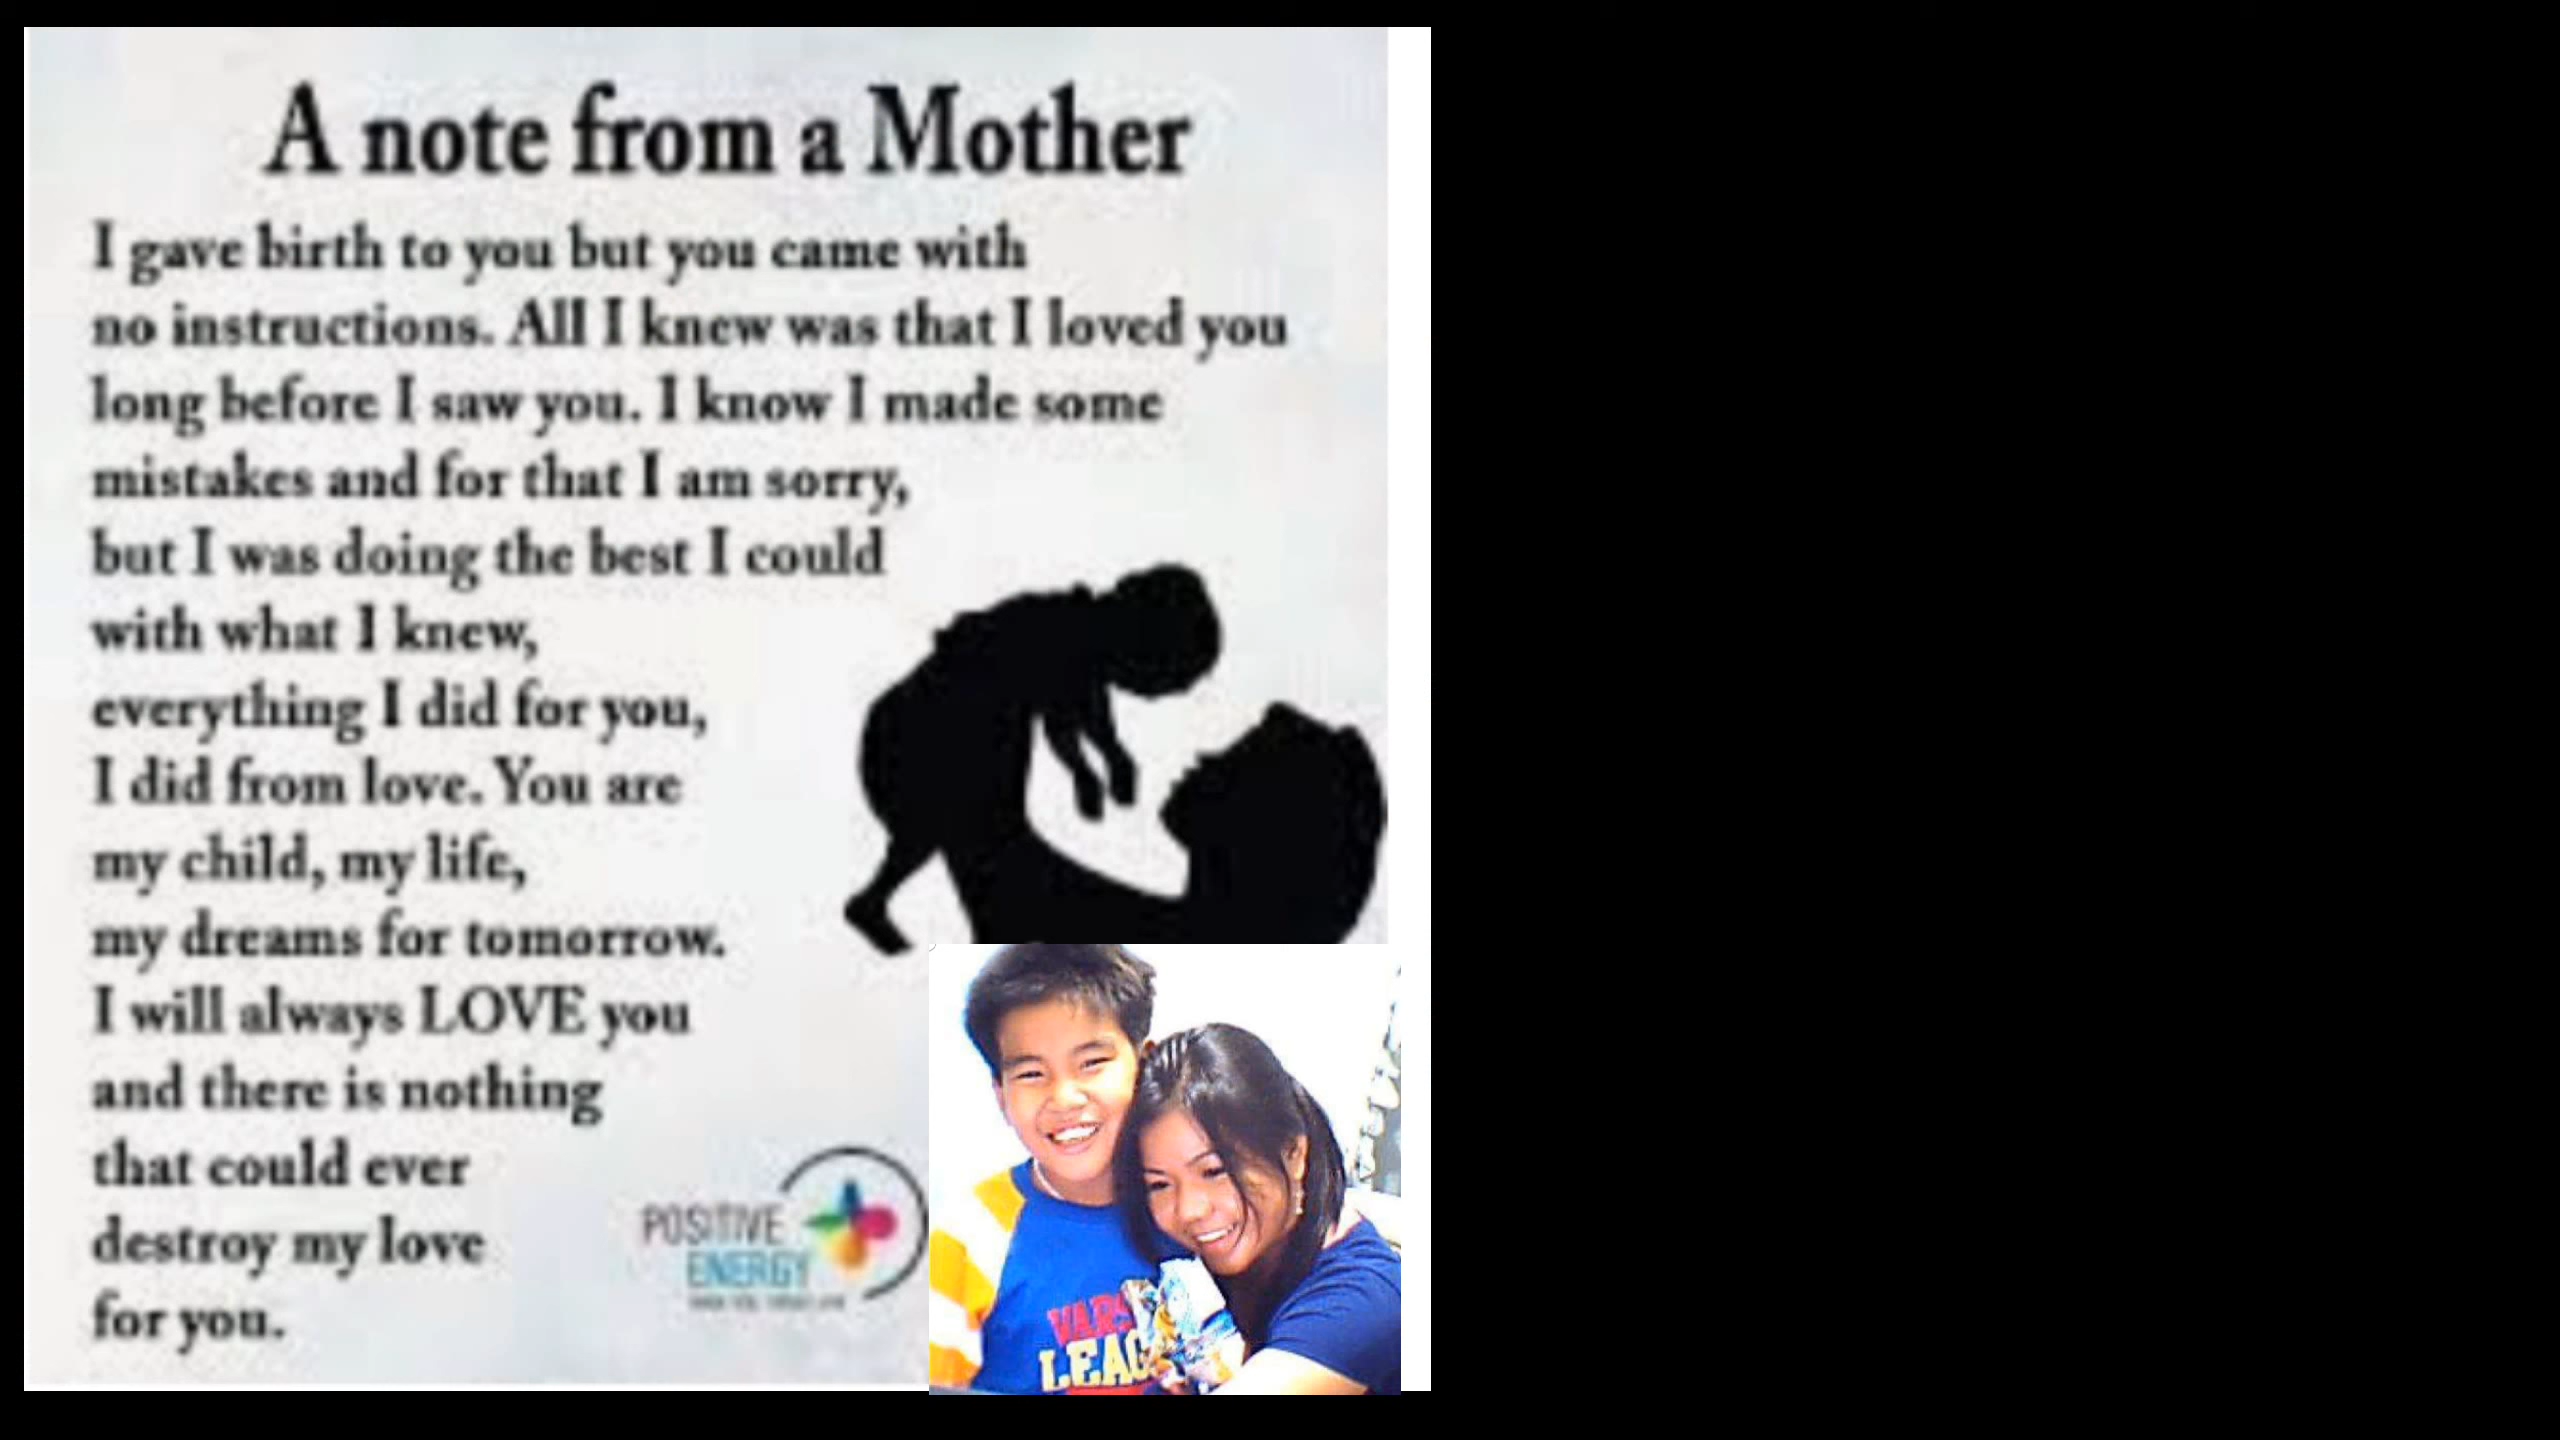 A note from a Mother
I gave birth to you but you came with
no instructions. All I knew was that I loved you
long before I saw you. I know I made some
mistakes and for that I am sorry,
but I was doing the best I could
with what I knew,
everything I did for you,
I did from love. You are
my child, my life,
my dreams for tomorrow.
I will always LOVE you
and there is nothing
that could ever
destroy my love
for you.
POSITIVE
ENERGY